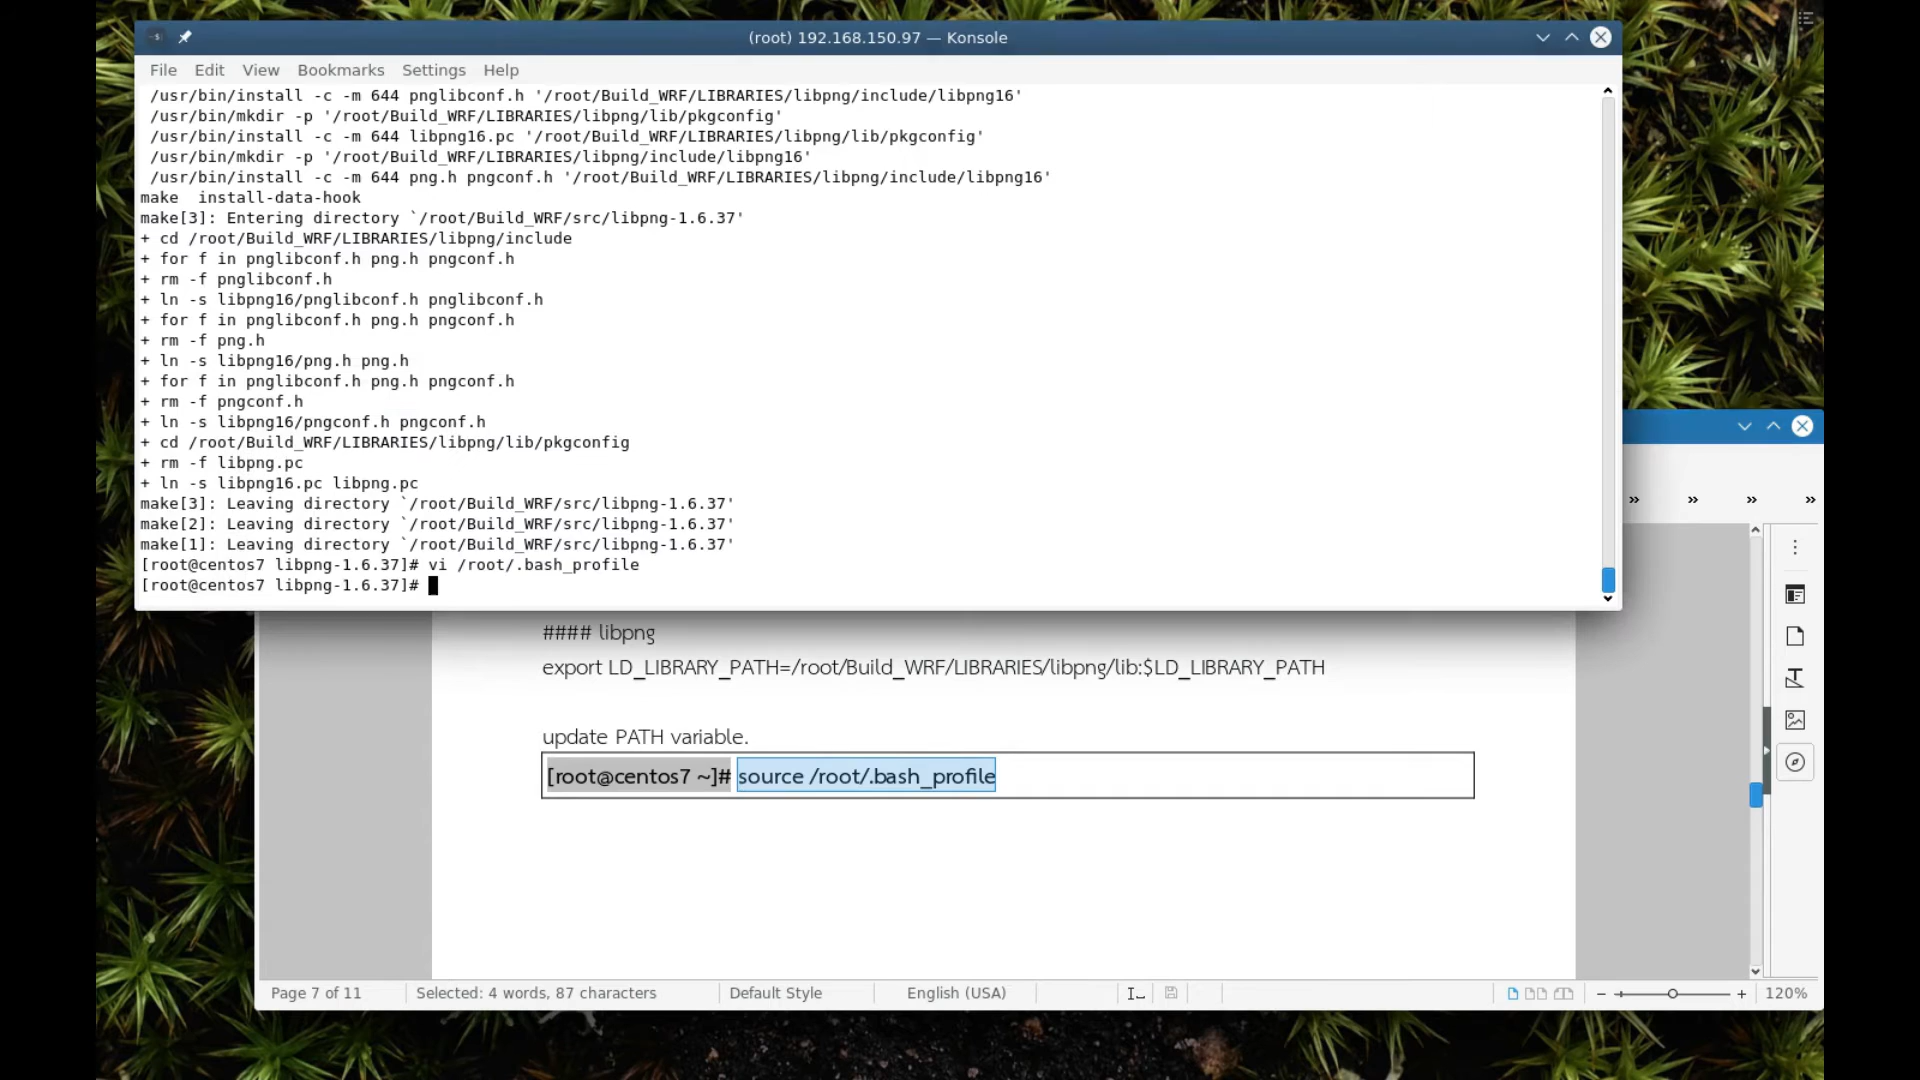 (root) 192.168.150.97 — Konsole
File Edit View Bookmarks Settings Help
/usr/bin/install -c -m 644 pnglibconf.h '/root/Build_WRF/LIBRARIES/libpng/include/libpng16'
/usr/bin/mkdir -p '/root/Build_WRF/LIBRARIES/libpng/lib/pkgconfig'
/usr/bin/install -c -m 644 libpng16.pc '/root/Build_WRF/LIBRARIES/libpng/lib/pkgconfig'
/usr/bin/mkdir -p '/root/Build_WRF/LIBRARIES/libpng/include/libpng16'
/usr/bin/install -c -m 644 png.h pngconf.h '/root/Build_WRF/LIBRARIES/libpng/include/libpng16'
make  install-data-hook
make[3]: Entering directory `/root/Build_WRF/src/libpng-1.6.37'
+ cd /root/Build_WRF/LIBRARIES/libpng/include
+ for f in pnglibconf.h png.h pngconf.h
+ rm -f pnglibconf.h
+ ln -s libpng16/pnglibconf.h pnglibconf.h
+ for f in pnglibconf.h png.h pngconf.h
+ rm -f png.h
+ ln -s libpng16/png.h png.h
+ for f in pnglibconf.h png.h pngconf.h
+ rm -f pngconf.h
+ ln -s libpng16/pngconf.h pngconf.h
+ cd /root/Build_WRF/LIBRARIES/libpng/lib/pkgconfig
+ rm -f libpng.pc
+ ln -s libpng16.pc libpng.pc
make[3]: Leaving directory `/root/Build_WRF/src/libpng-1.6.37'
make[2]: Leaving directory `/root/Build_WRF/src/libpng-1.6.37'
make[1]: Leaving directory `/root/Build_WRF/src/libpng-1.6.37'
[root@centos7 libpng-1.6.37]# vi /root/.bash_profile
[root@centos7 libpng-1.6.37]#
#### libpng
export LD_LIBRARY_PATH=/root/Build_WRF/LIBRARIES/libpng/lib:$LD_LIBRARY_PATH
update PATH variable.
[root@centos7 ~]# source /root/.bash_profile
Page 7 of 11 Selected: 4 words, 87 characters Default Style English (USA) 120%